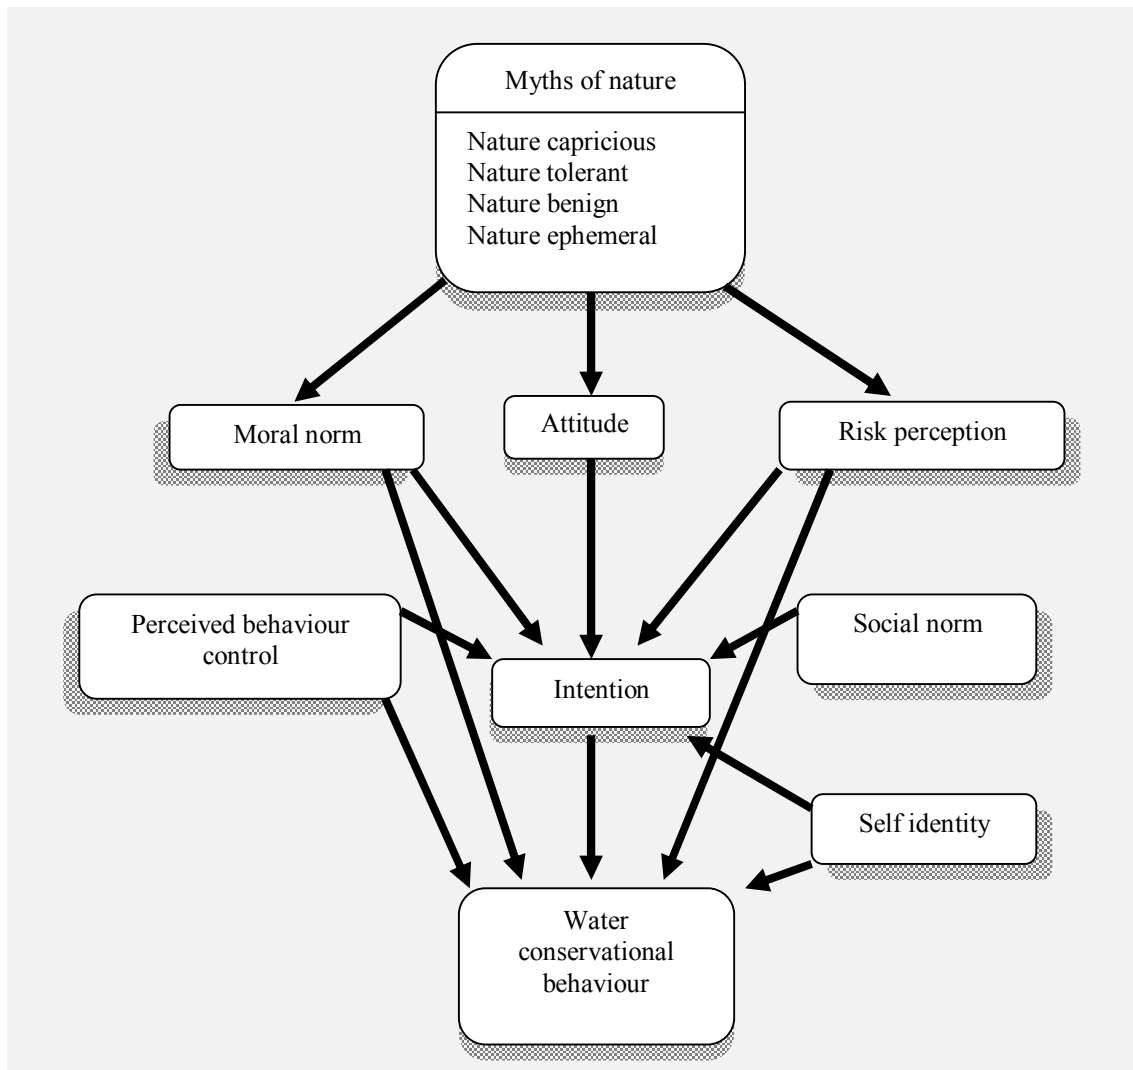 Myths of nature
Nature capricious
Nature tolerant
Nature benign
Nature ephemeral
Moral norm
Attitude
Risk perception
Perceived behaviour
control
Social norm
Intention
Self identity
Water
conservational
behaviour